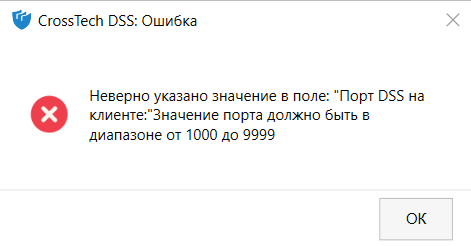 CrossTech DSS: Ошибка
Неверно указано значение в поле: "Порт DSS на
клиенте:"Значение порта должно быть в
диапазоне от 1000 до 9999
OK